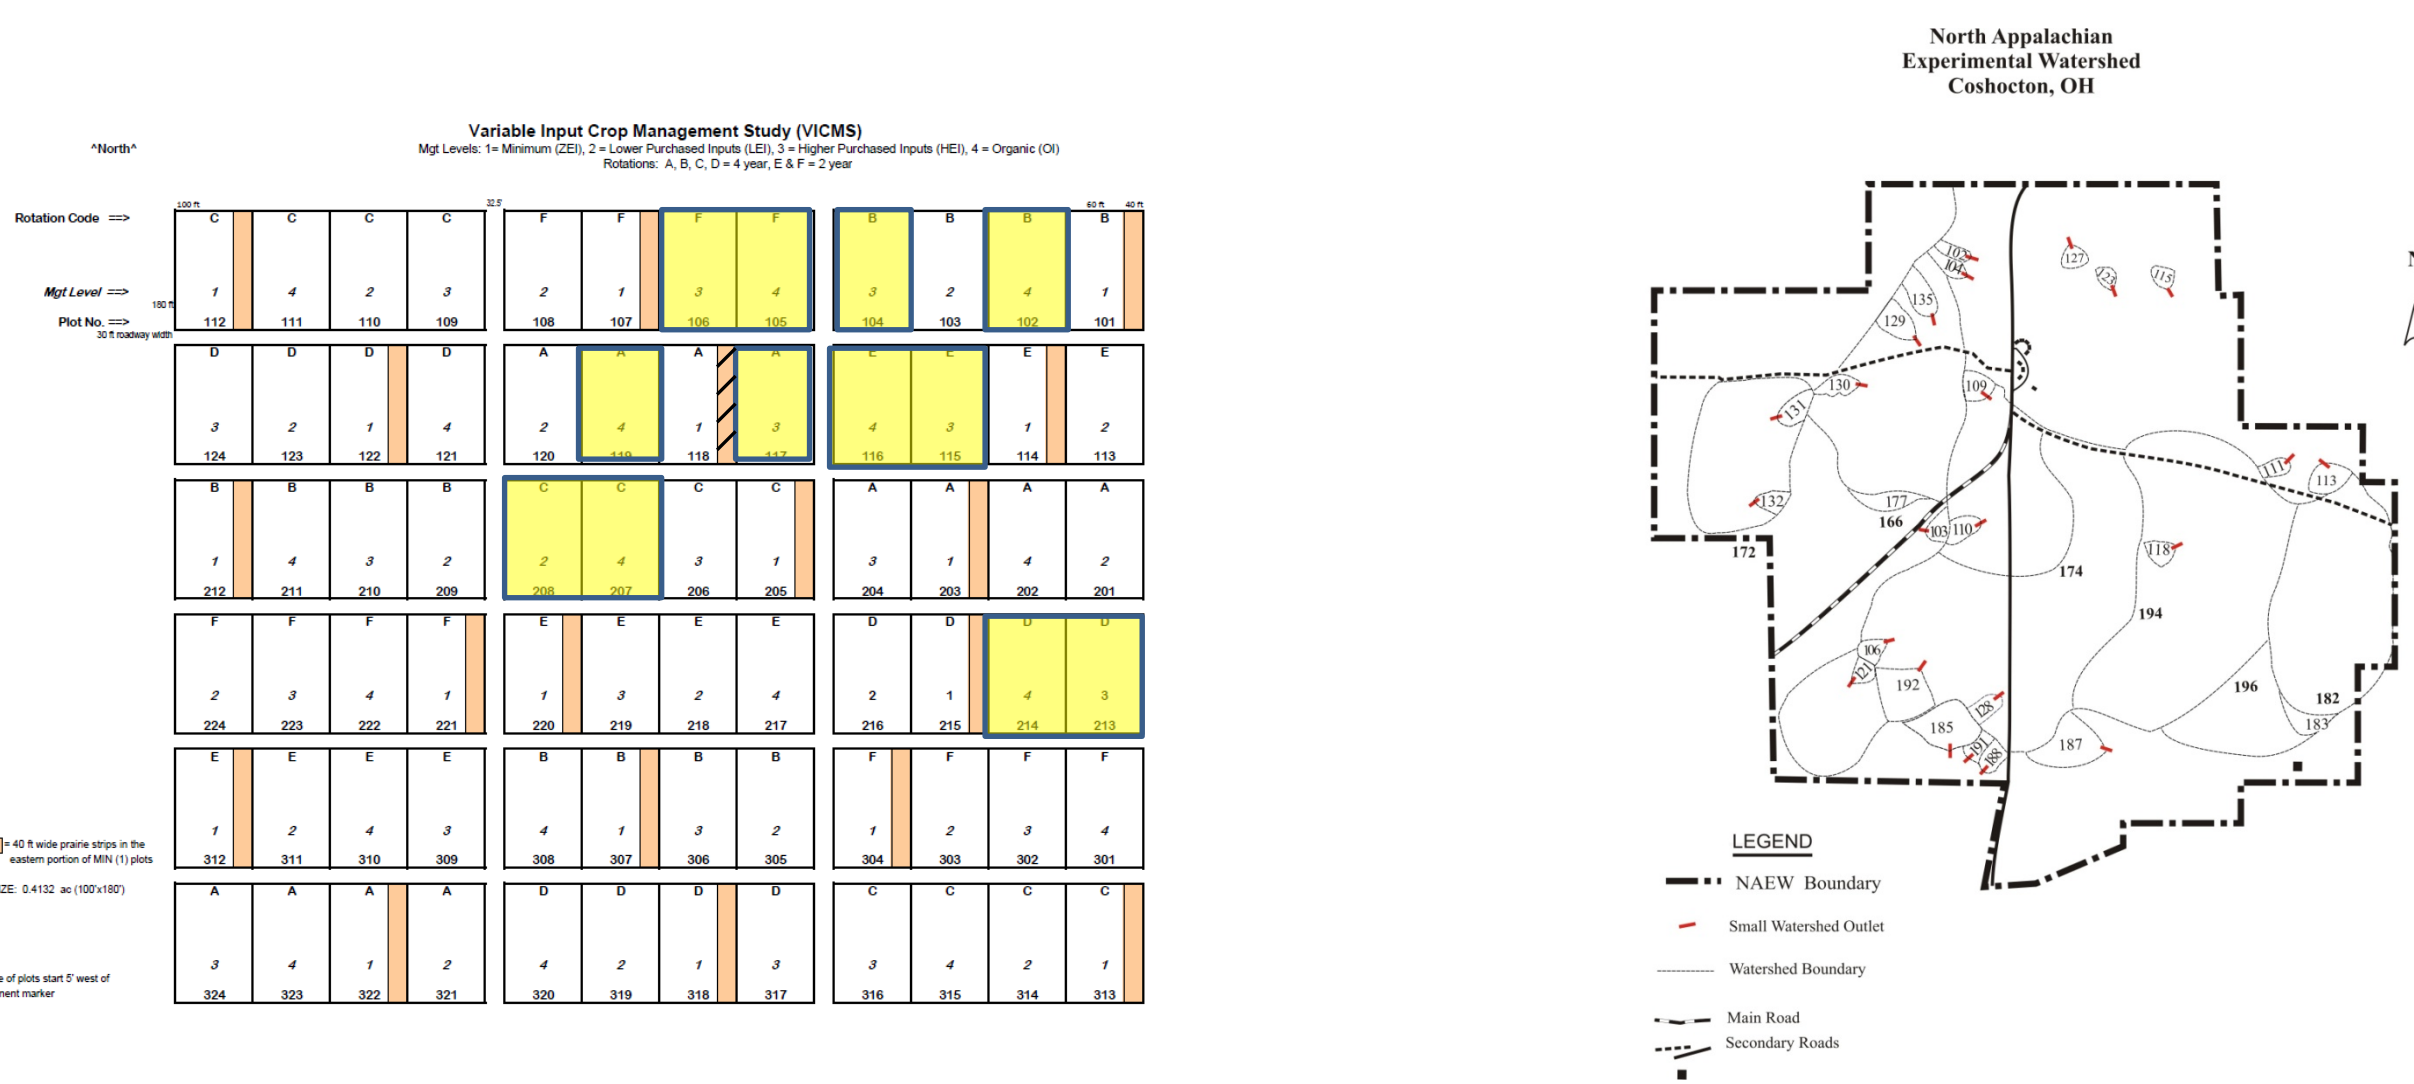 Variable Input Crop Management Study (VICMS)
^North^
Mgt Levels: 1= Minimum (ZEI), 2 = Lower Purchased Inputs (LEI), 3 = Higher Purchased Inputs (HEI), 4 = Organic (OI)
Rotations: A, B, C, D = 4 year, E & F = 2 year
100 ft 32.5' 60 ft 40 ft
Rotation Code ==> C C C C F F F F B B B B
Mgt Level ==> 1 4 2 3 2 1 3 4 3 2 4 1
180 ft
Plot No. ==> 112 111 110 109 108 107 106 105 104 103 102 101
30 ft roadway width
D D D D A A A A E E E E
3 2 1 4 2 4 1 3 4 3 1 2
124 123 122 121 120 119 118 117 116 115 114 113
B B B B C C C C A A A A
1 4 3 2 2 4 3 1 3 1 4 2
212 211 210 209 208 207 206 205 204 203 202 201
F F F F E E E E D D D D
2 3 4 1 1 3 2 4 2 1 4 3
224 223 222 221 220 219 218 217 216 215 214 213
E E E E B B B B F F F F
1 2 4 3 4 1 3 2 1 2 3 4
= 40 ft wide prairie strips in the
eastern portion of MIN (1) plots
312 311 310 309 308 307 306 305 304 303 302 301
IZE: 0.4132 ac (100'x180')
A A A A D D D D C C C C
3 4 1 2 4 2 1 3 3 4 2 1
e of plots start 5' west of
nent marker
324 323 322 321 320 319 318 317 316 315 314 313
North Appalachian
Experimental Watershed
Coshocton, OH
N
102
104
127
123
115
135
129
130
109
131
111
113
132
177
166
103
110
172
118
174
194
106
121
192
196
182
128
185
183
191
188
187
LEGEND
NAEW Boundary
Small Watershed Outlet
Watershed Boundary
Main Road
Secondary Roads